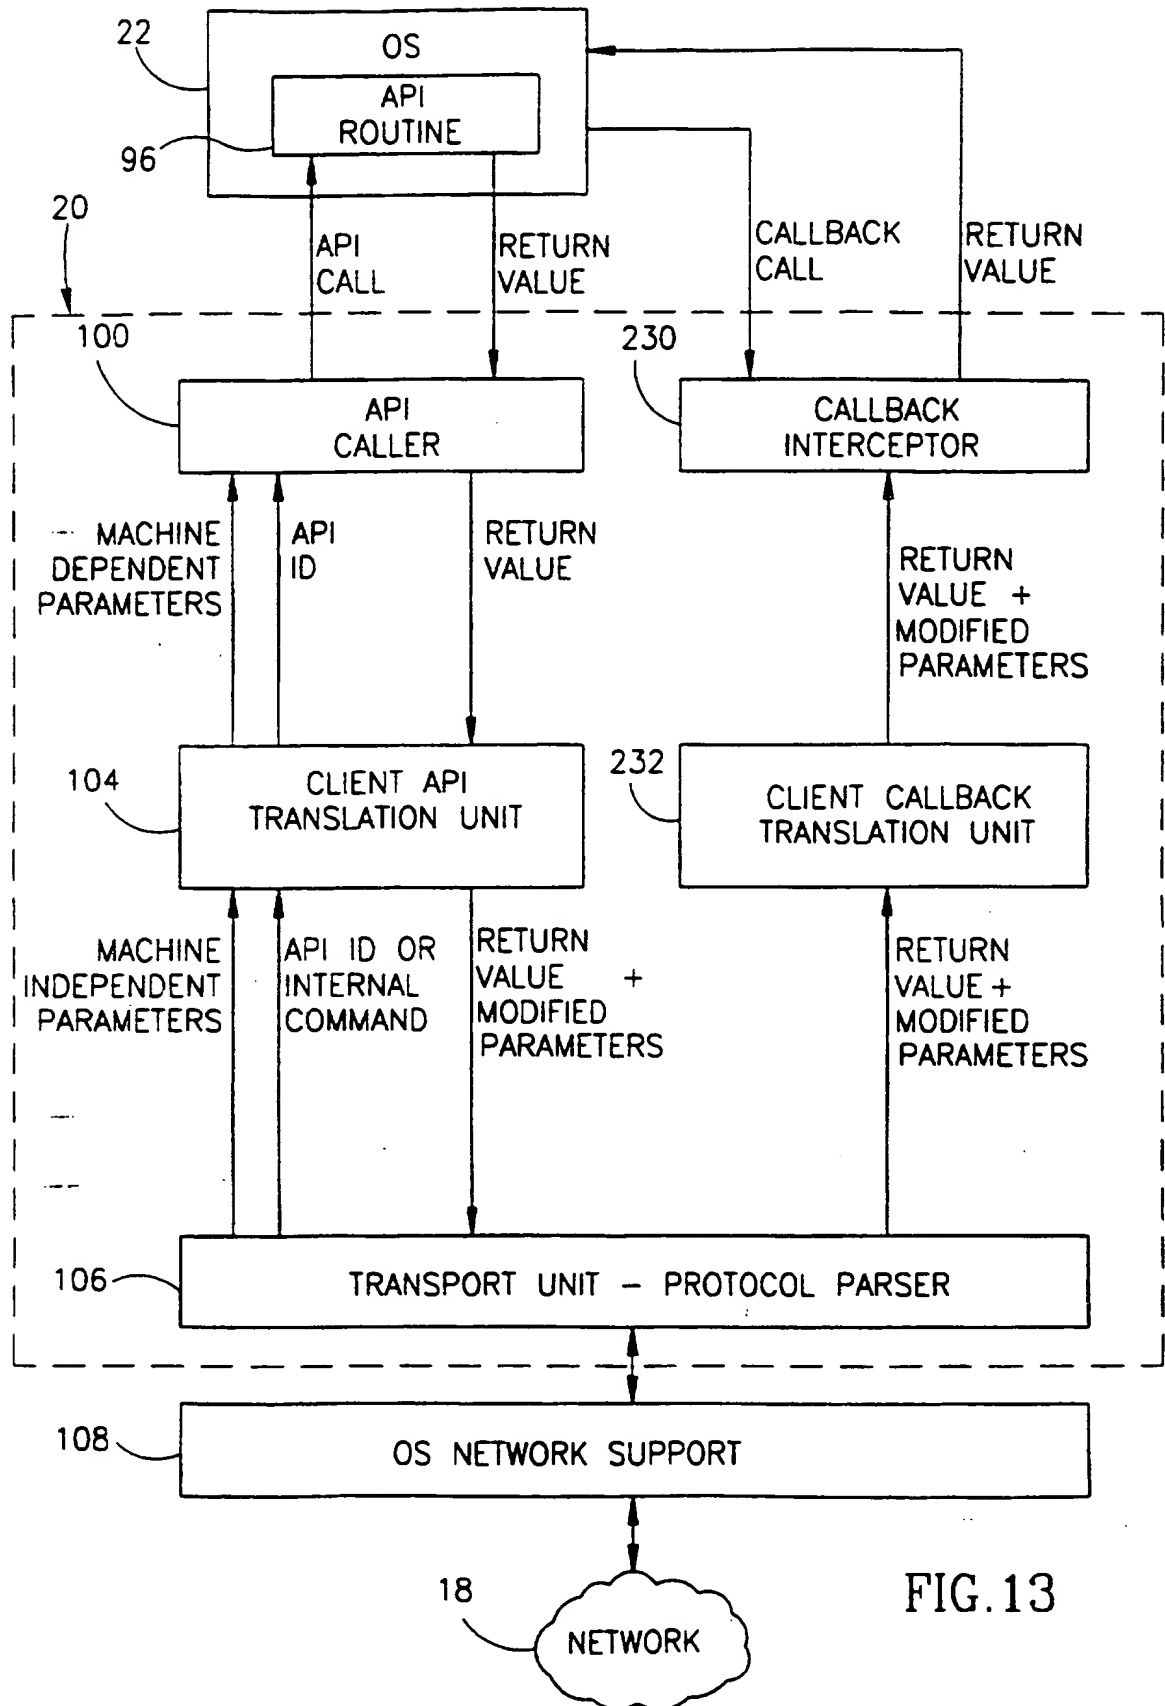 22
OS
API
ROUTINE
96
20
API
CALL
RETURN
VALUE
CALLBACK
CALL
RETURN
VALUE
100
230
API
CALLER
CALLBACK
INTERCEPTOR
MACHINE
DEPENDENT
PARAMETERS
API
ID
RETURN
VALUE
RETURN
VALUE +
MODIFIED
PARAMETERS
104
CLIENT API
TRANSLATION UNIT
232
CLIENT CALLBACK
TRANSLATION UNIT
MACHINE
INDEPENDENT
PARAMETERS
API ID OR
INTERNAL
COMMAND
RETURN
VALUE +
MODIFIED
PARAMETERS
RETURN
VALUE+
MODIFIED
PARAMETERS
106
TRANSPORT UNIT – PROTOCOL PARSER
108
OS NETWORK SUPPORT
18
NETWORK
FIG.13